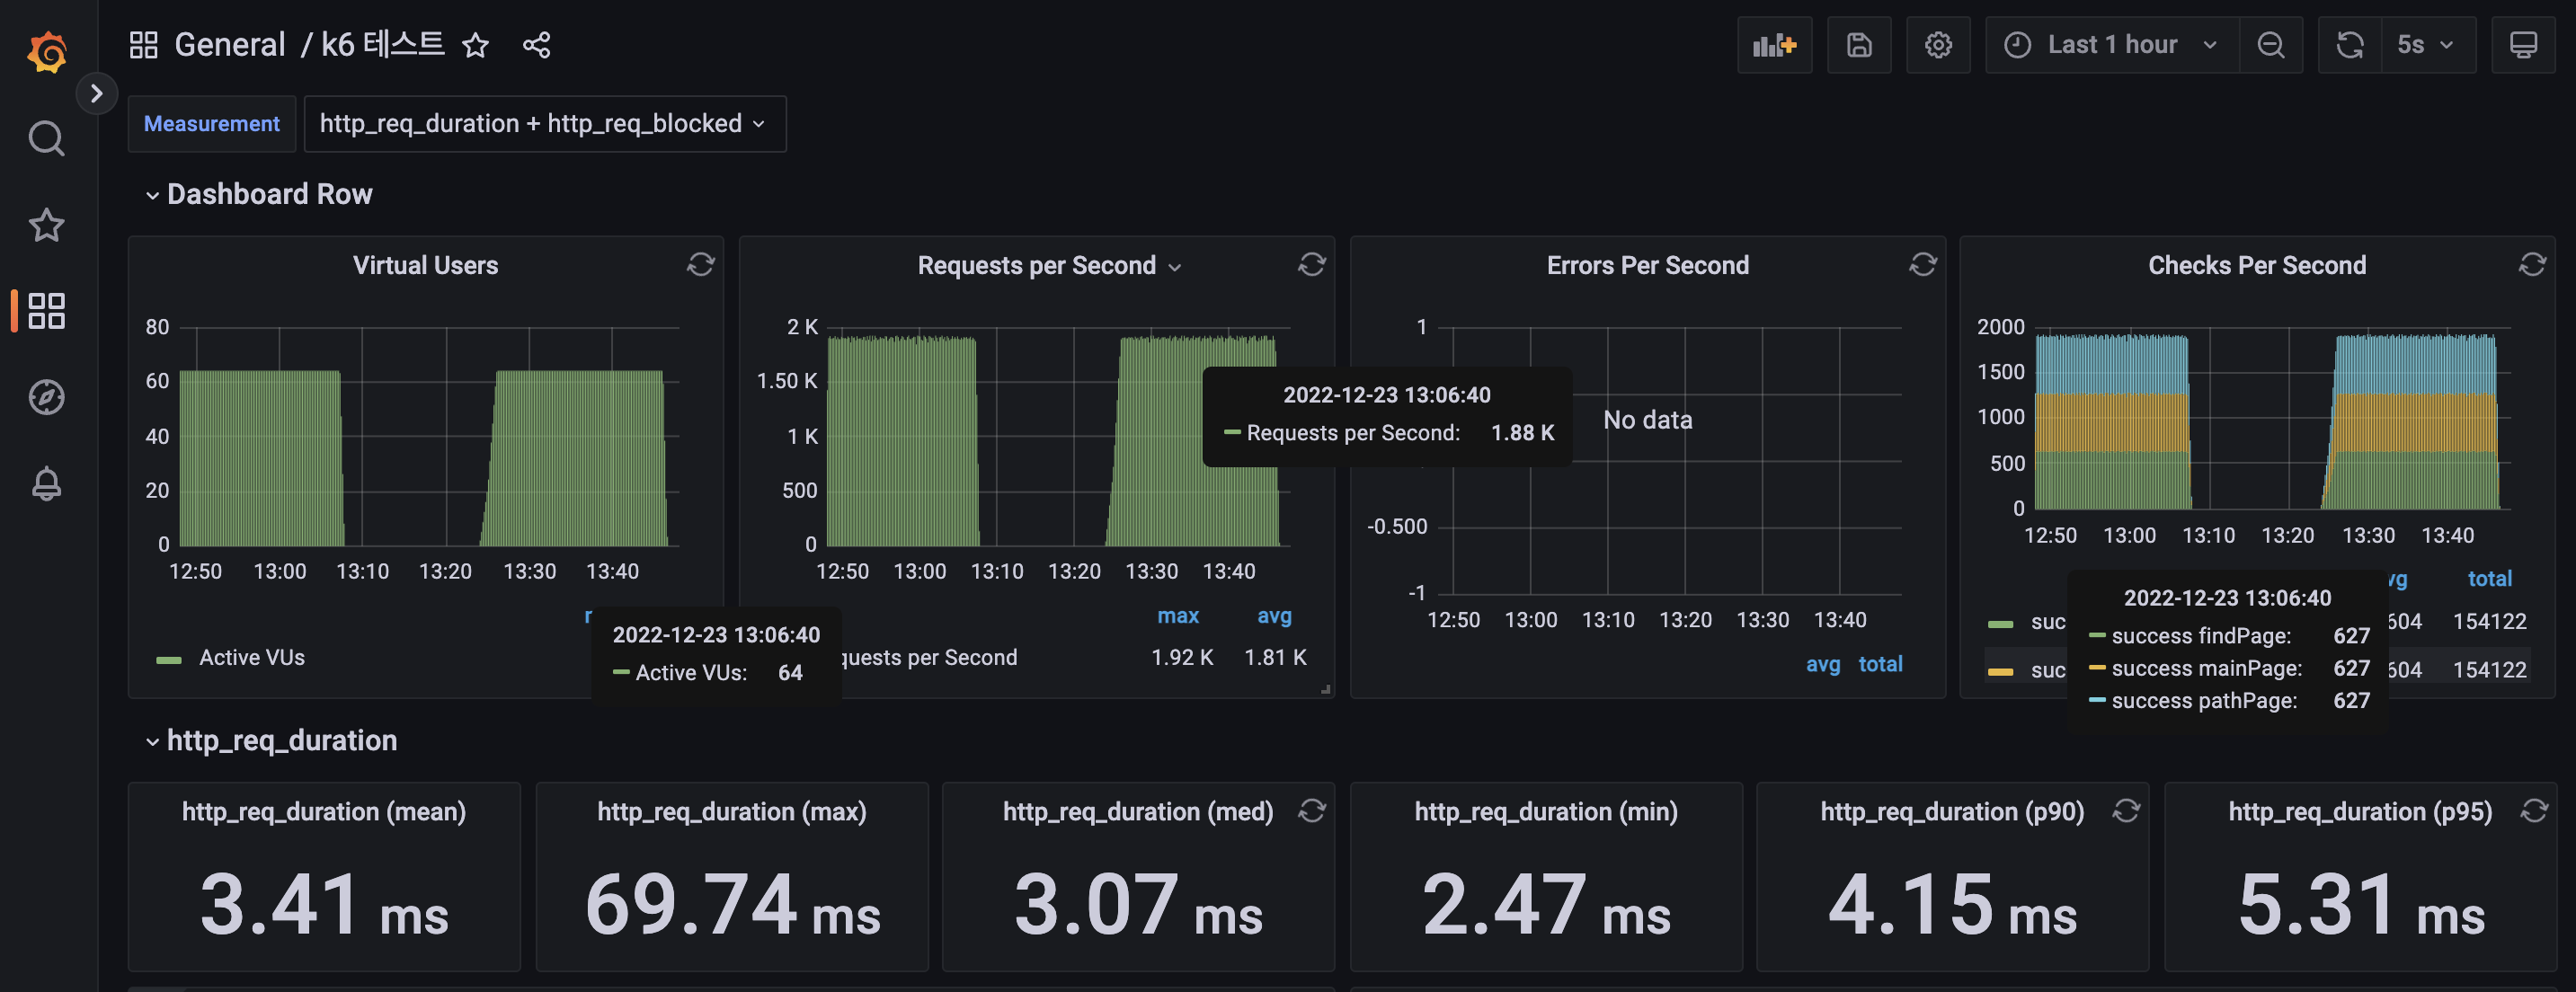 General / k6 테스트
Last 1 hour
5s
Measurement
http_req_duration + http_req_blocked
Dashboard Row
Virtual Users
80
60
40
20
0
12:50 13:00 13:10 13:20 13:30 13:40
Active VUs
2022-12-23 13:06:40
Active VUs: 64
Requests per Second
2 K
1.50 K
1 K
500
0
12:50 13:00 13:10 13:20 13:30 13:40
max avg
quests per Second 1.92 K 1.81 K
2022-12-23 13:06:40
Requests per Second: 1.88 K
Errors Per Second
1
No data
-0.500
-1
12:50 13:00 13:10 13:20 13:30 13:40
avg total
Checks Per Second
2000
1500
1000
500
0
12:50 13:00 13:10 13:20 13:30 13:40
vg total
suc 604 154122
suc 604 154122
2022-12-23 13:06:40
success findPage: 627
success mainPage: 627
success pathPage: 627
http_req_duration
http_req_duration (mean)
3.41 ms
http_req_duration (max)
69.74 ms
http_req_duration (med)
3.07 ms
http_req_duration (min)
2.47 ms
http_req_duration (p90)
4.15 ms
http_req_duration (p95)
5.31 ms